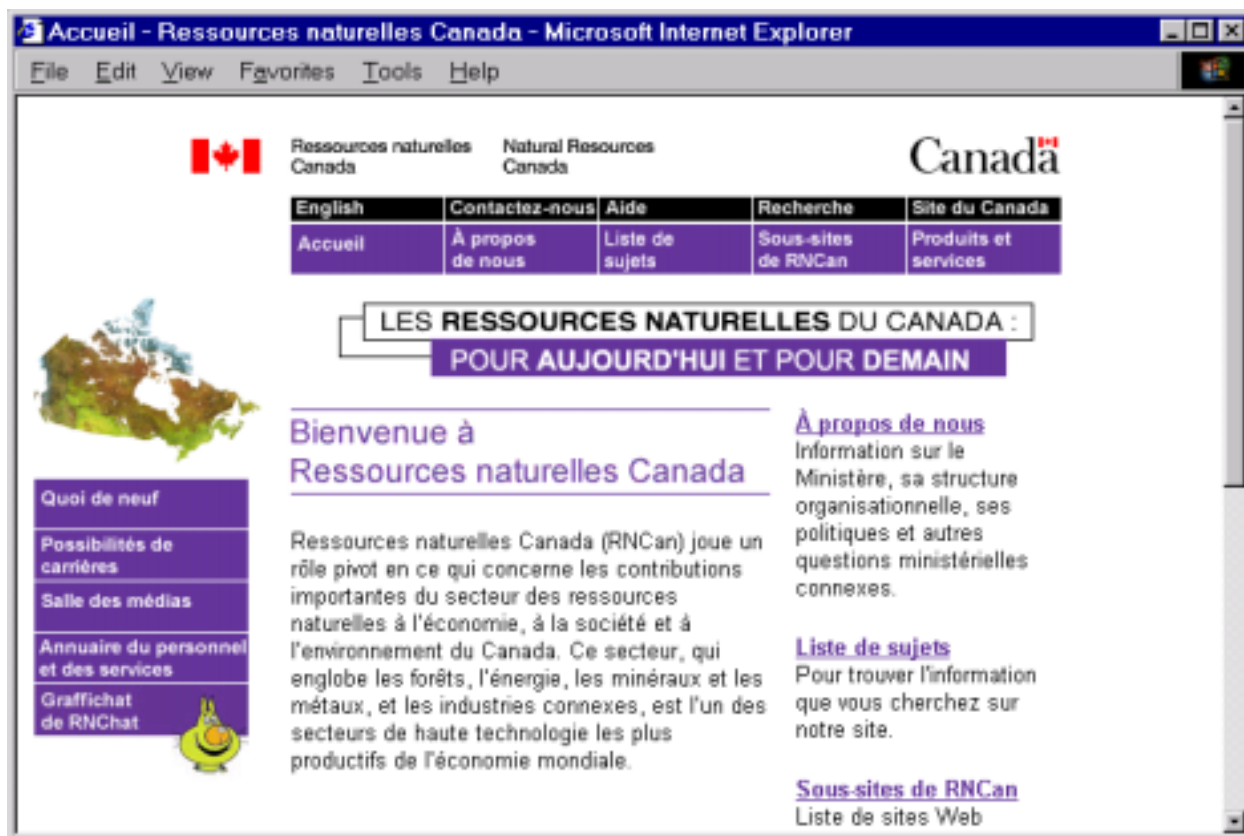 Accueil - Ressources naturelles Canada - Microsoft Internet Explorer
File Edit View Favorites Tools Help
Ressources naturelles
Canada
Natural Resources
Canada
Canada
English Contactez-nous Aide Recherche Site du Canada
Accueil
À propos
de nous
Liste de
sujets
Sous-sites
de RNCan
Produits et
services
LES RESSOURCES NATURELLES DU CANADA :
POUR AUJOURD'HUI ET POUR DEMAIN
Quoi de neuf
Possibilités de
carrières
Salle des médias
Annuaire du personnel
et des services
Graffichat
de RNChat
Bienvenue à
Ressources naturelles Canada
Ressources naturelles Canada (RNCan) joue un
rôle pivot en ce qui concerne les contributions
importantes du secteur des ressources
naturelles à l'économie, à la société et à
l'environnement du Canada. Ce secteur, qui
englobe les forêts, l'énergie, les minéraux et les
métaux, et les industries connexes, est l'un des
secteurs de haute technologie les plus
productifs de l'économie mondiale.
À propos de nous
Information sur le
Ministère, sa structure
organisationnelle, ses
politiques et autres
questions ministérielles
connexes.
Liste de sujets
Pour trouver l'information
que vous cherchez sur
notre site.
Sous-sites de RNCan
Liste de sites Web